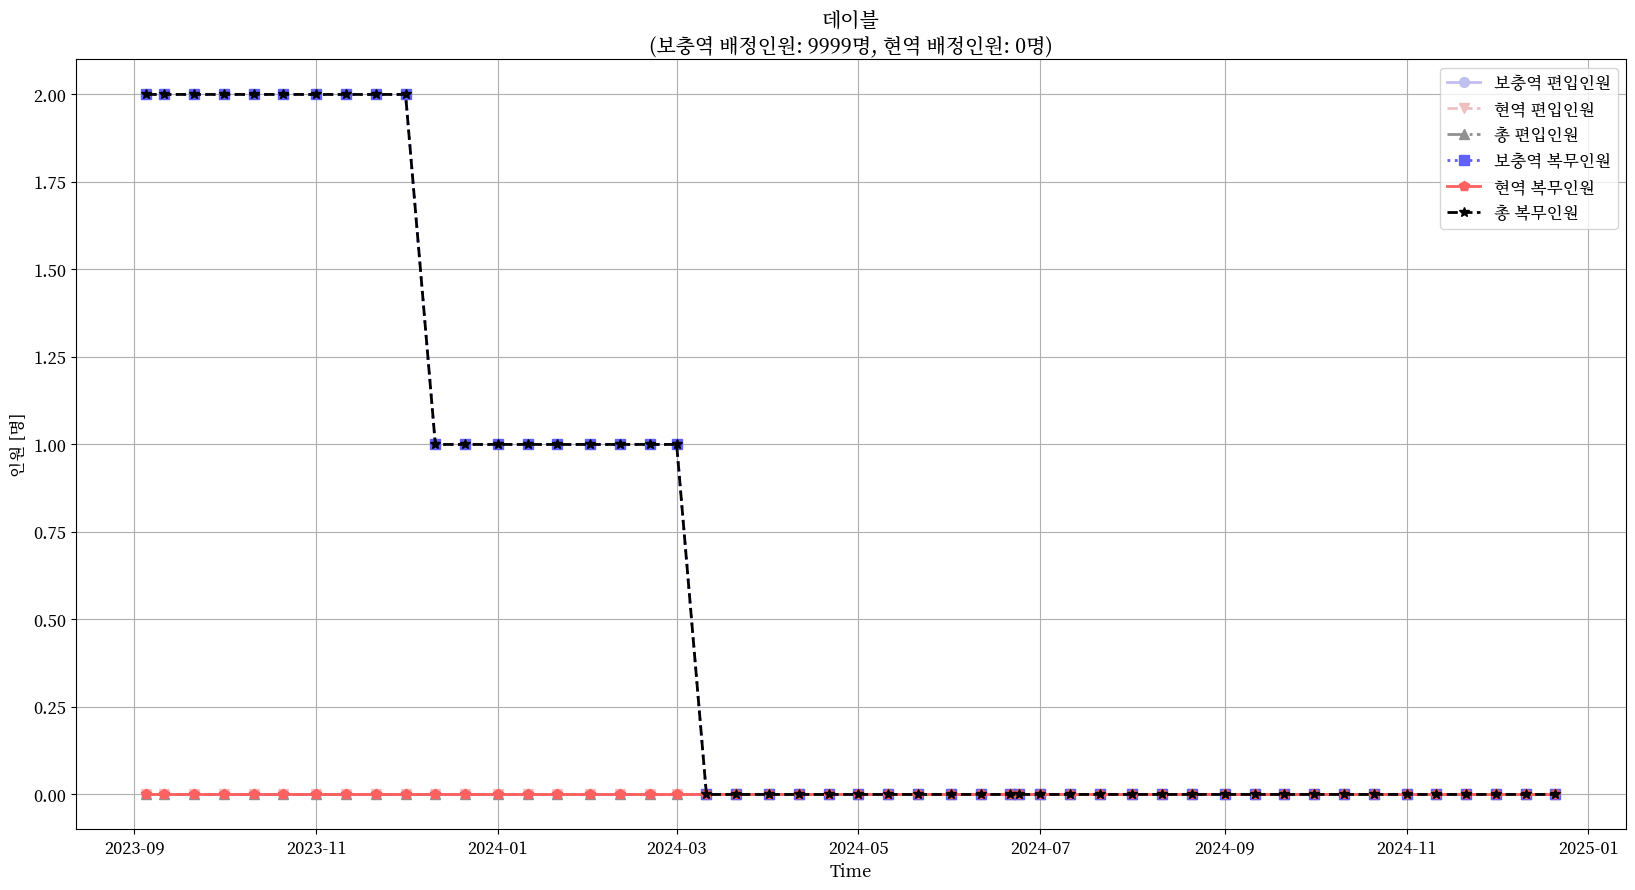 데이블
(보충역 배정인원: 9999명, 현역 배정인원: 0명)
보충역 편입인원
현역 편입인원
총 편입인원
보충역 복무인원
현역 복무인원
총 복무인원
인원 [명]
2.00
1.75
1.50
1.25
1.00
0.75
0.50
0.25
0.00
2023-09 2023-11 2024-01 2024-03 2024-05 2024-07 2024-09 2024-11 2025-01
Time